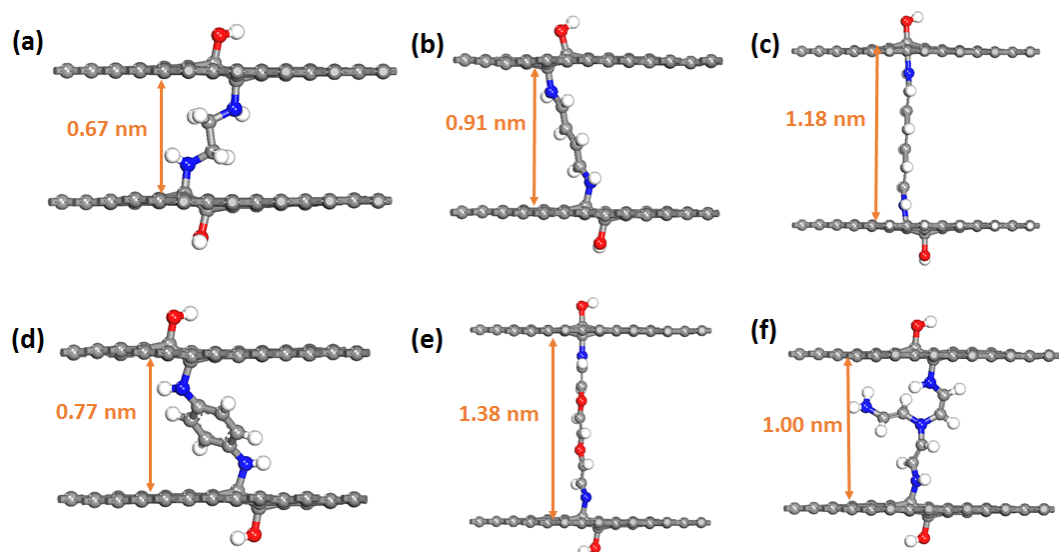 (a)
0.67 nm
(b)
0.91 nm
(c)
1.18 nm
(d)
0.77 nm
(e)
1.38 nm
(f)
1.00 nm